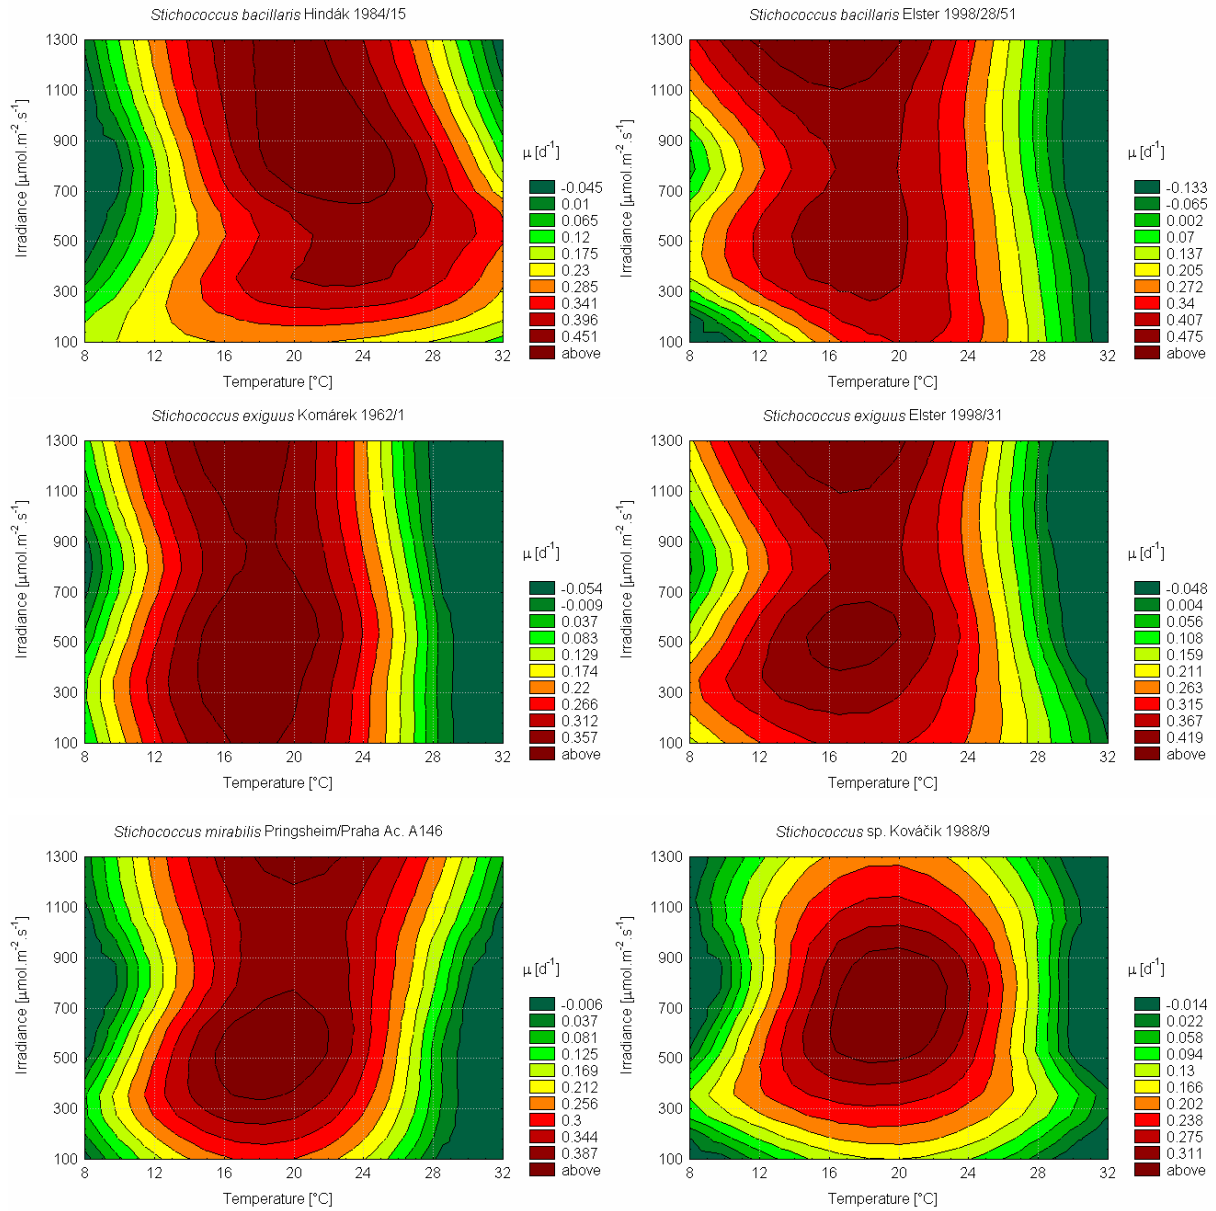 Stichococcus bacillaris Hindák 1984/15
1300
1100
900
700
500
300
100
Irradiance [μmol.m⁻².s⁻¹]
8 12 16 20 24 28 32
Temperature [°C]
μ [d⁻¹]
-0.045
0.01
0.065
0.12
0.175
0.23
0.285
0.341
0.396
0.451
above
Stichococcus bacillaris Elster 1998/28/51
1300
1100
900
700
500
300
100
Irradiance [μmol.m⁻².s⁻¹]
8 12 16 20 24 28 32
Temperature [°C]
μ [d⁻¹]
-0.133
-0.065
0.002
0.07
0.137
0.205
0.272
0.34
0.407
0.475
above
Stichococcus exiguus Komárek 1962/1
1300
1100
900
700
500
300
100
Irradiance [μmol.m⁻².s⁻¹]
8 12 16 20 24 28 32
Temperature [°C]
μ [d⁻¹]
-0.054
-0.009
0.037
0.083
0.129
0.174
0.22
0.266
0.312
0.357
above
Stichococcus exiguus Elster 1998/31
1300
1100
900
700
500
300
100
Irradiance [μmol.m⁻².s⁻¹]
8 12 16 20 24 28 32
Temperature [°C]
μ [d⁻¹]
-0.048
0.004
0.056
0.108
0.159
0.211
0.263
0.315
0.367
0.419
above
Stichococcus mirabilis Pringsheim/Praha Ac. A146
1300
1100
900
700
500
300
100
Irradiance [μmol.m⁻².s⁻¹]
8 12 16 20 24 28 32
Temperature [°C]
μ [d⁻¹]
-0.006
0.037
0.081
0.125
0.169
0.212
0.256
0.3
0.344
0.387
above
Stichococcus sp. Kováčik 1988/9
1300
1100
900
700
500
300
100
Irradiance [μmol.m⁻².s⁻¹]
8 12 16 20 24 28 32
Temperature [°C]
μ [d⁻¹]
-0.014
0.022
0.058
0.094
0.13
0.166
0.202
0.238
0.275
0.311
above